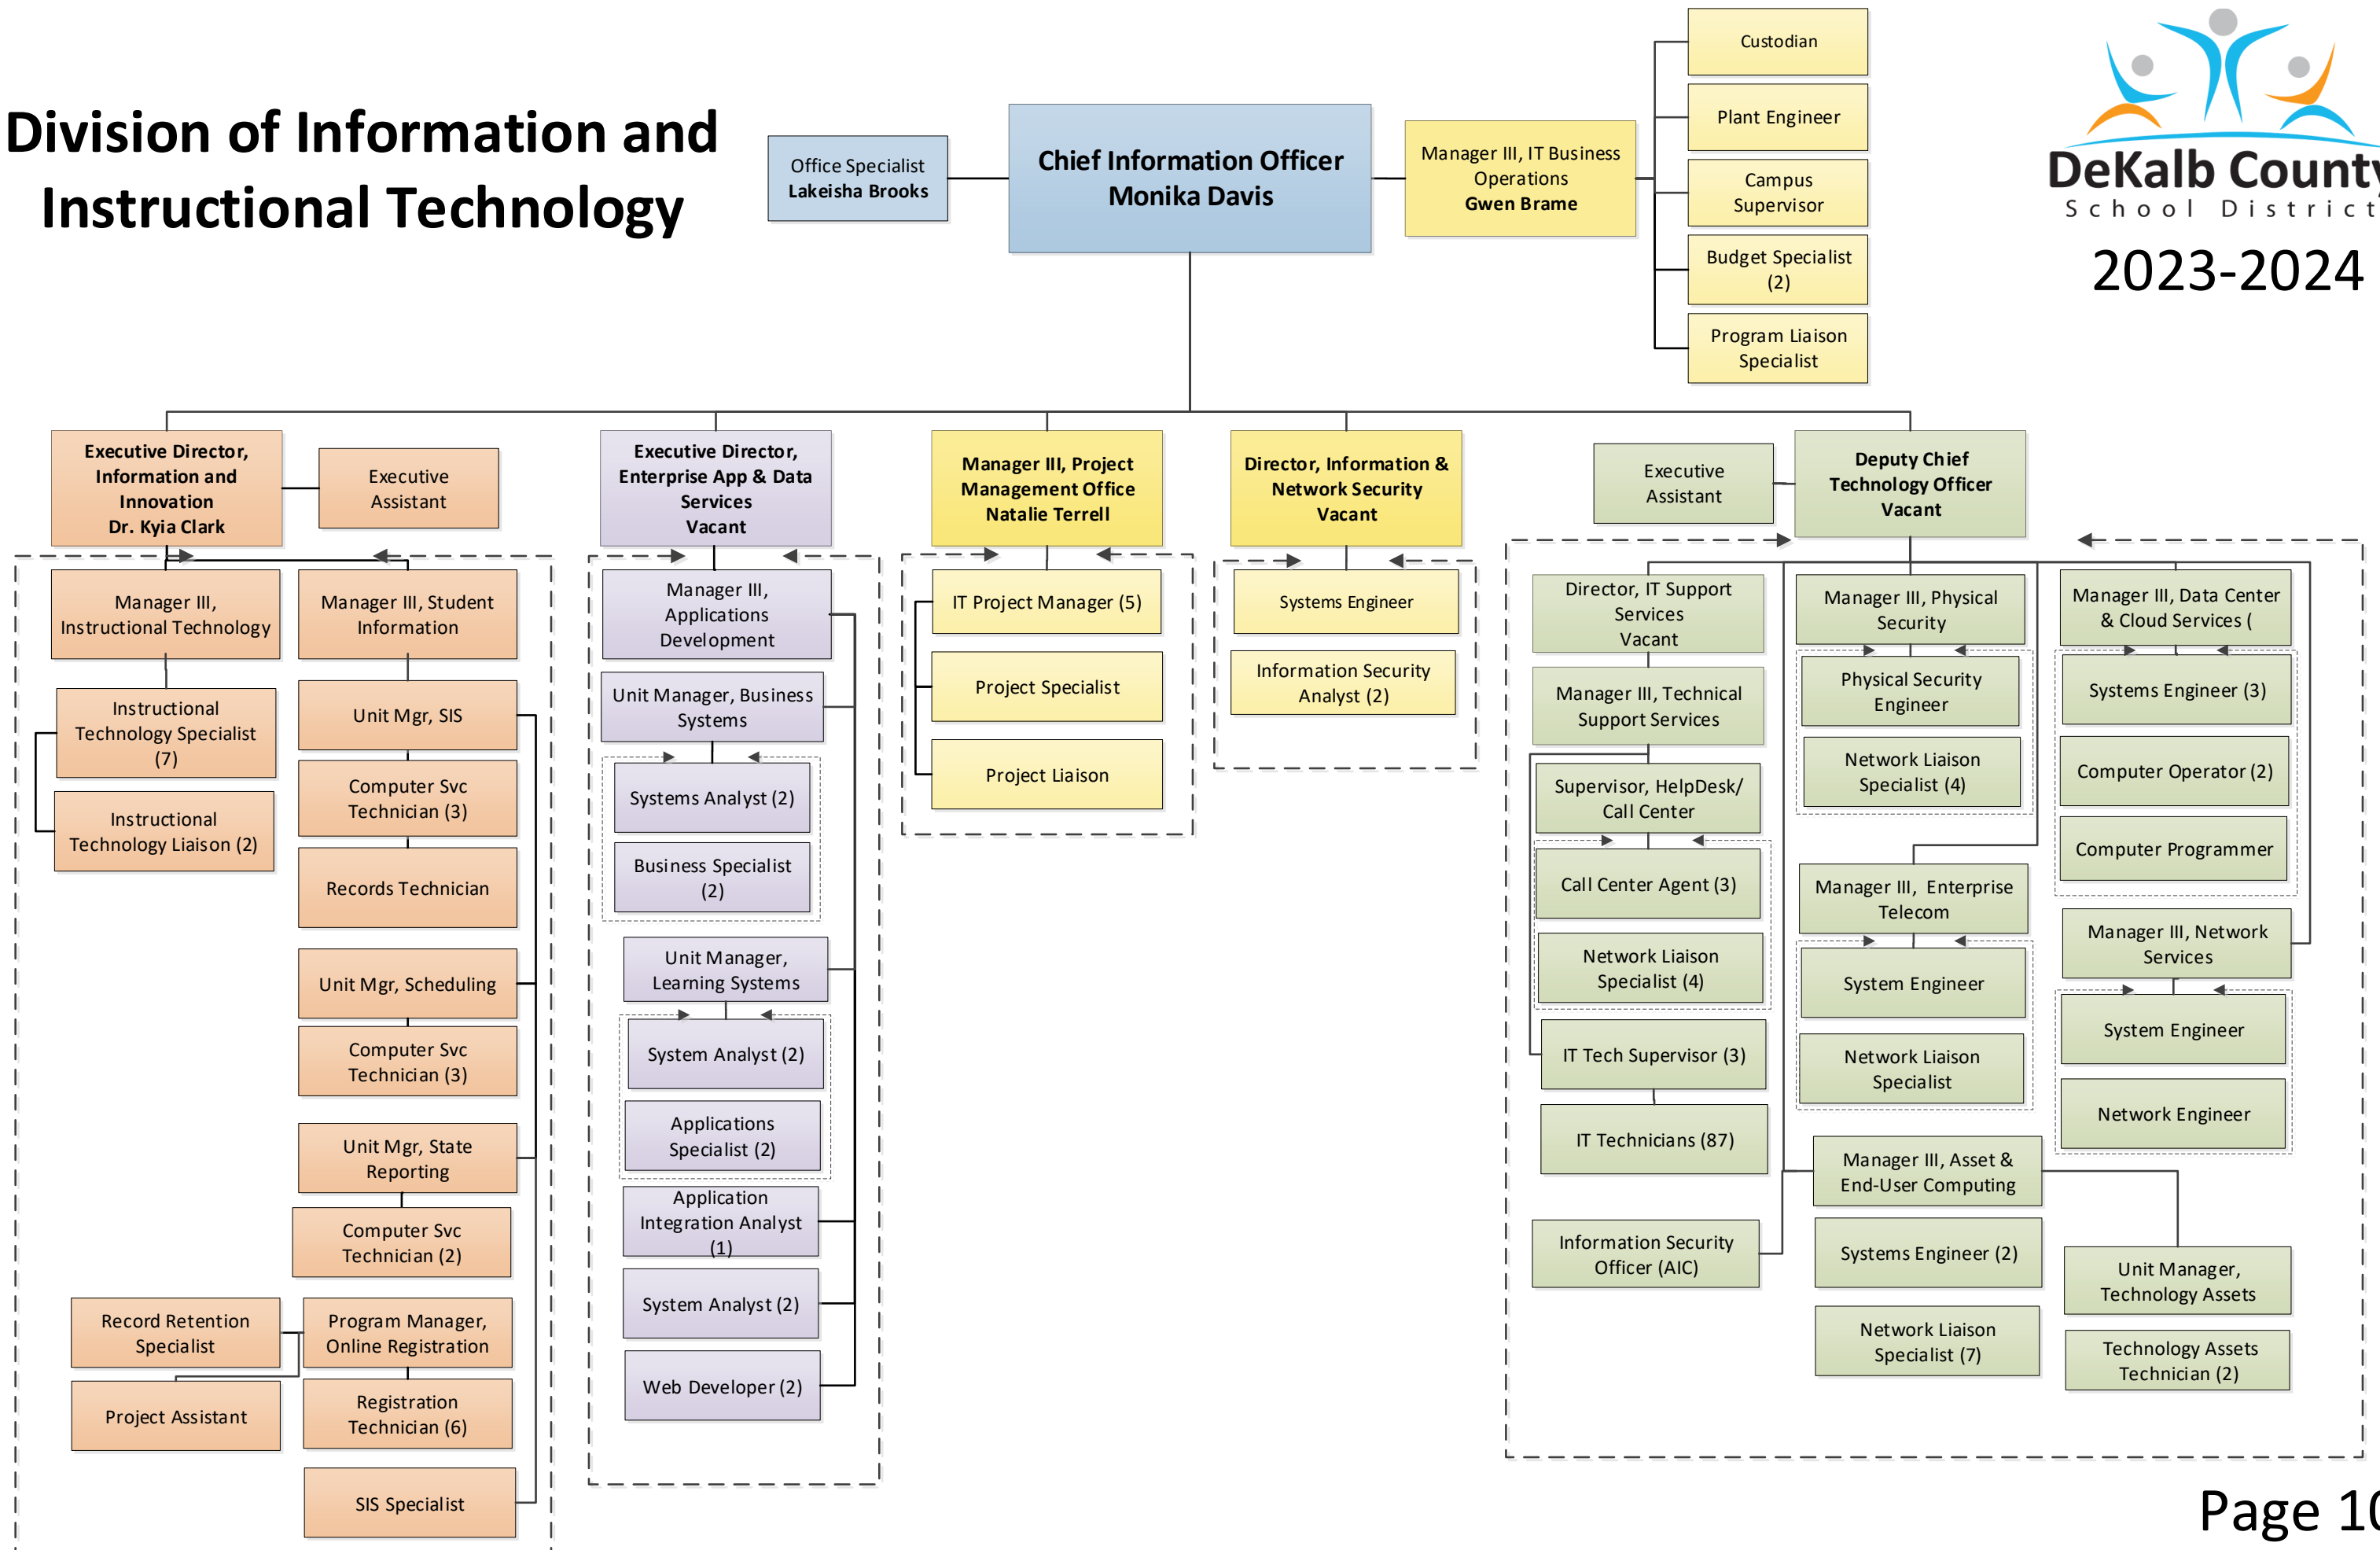 Division of Information and
Instructional Technology
Office Specialist
Lakeisha Brooks
Chief Information Officer
Monika Davis
Manager III, IT Business
Operations
Gwen Brame
Custodian
Plant Engineer
Campus
Supervisor
Budget Specialist
(2)
Program Liaison
Specialist
DeKalb County
School District
2023-2024
Executive Director,
Information and
Innovation
Dr. Kyia Clark
Executive
Assistant
Manager III,
Instructional Technology
Instructional
Technology Specialist
(7)
Instructional
Technology Liaison (2)
Manager III, Student
Information
Unit Mgr, SIS
Computer Svc
Technician (3)
Records Technician
Unit Mgr, Scheduling
Computer Svc
Technician (3)
Unit Mgr, State
Reporting
Computer Svc
Technician (2)
Record Retention
Specialist
Program Manager,
Online Registration
Project Assistant
Registration
Technician (6)
SIS Specialist
Executive Director,
Enterprise App & Data
Services
Vacant
Manager III,
Applications
Development
Unit Manager, Business
Systems
Systems Analyst (2)
Business Specialist
(2)
Unit Manager,
Learning Systems
System Analyst (2)
Applications
Specialist (2)
Application
Integration Analyst
(1)
System Analyst (2)
Web Developer (2)
Manager III, Project
Management Office
Natalie Terrell
IT Project Manager (5)
Project Specialist
Project Liaison
Director, Information &
Network Security
Vacant
Systems Engineer
Information Security
Analyst (2)
Executive
Assistant
Deputy Chief
Technology Officer
Vacant
Director, IT Support
Services
Vacant
Manager III, Technical
Support Services
Supervisor, HelpDesk/
Call Center
Call Center Agent (3)
Network Liaison
Specialist (4)
IT Tech Supervisor (3)
IT Technicians (87)
Information Security
Officer (AIC)
Manager III, Physical
Security
Physical Security
Engineer
Network Liaison
Specialist (4)
Manager III, Enterprise
Telecom
System Engineer
Network Liaison
Specialist
Manager III, Asset &
End-User Computing
Systems Engineer (2)
Network Liaison
Specialist (7)
Manager III, Data Center
& Cloud Services (
Systems Engineer (3)
Computer Operator (2)
Computer Programmer
Manager III, Network
Services
System Engineer
Network Engineer
Unit Manager,
Technology Assets
Technology Assets
Technician (2)
Page 10